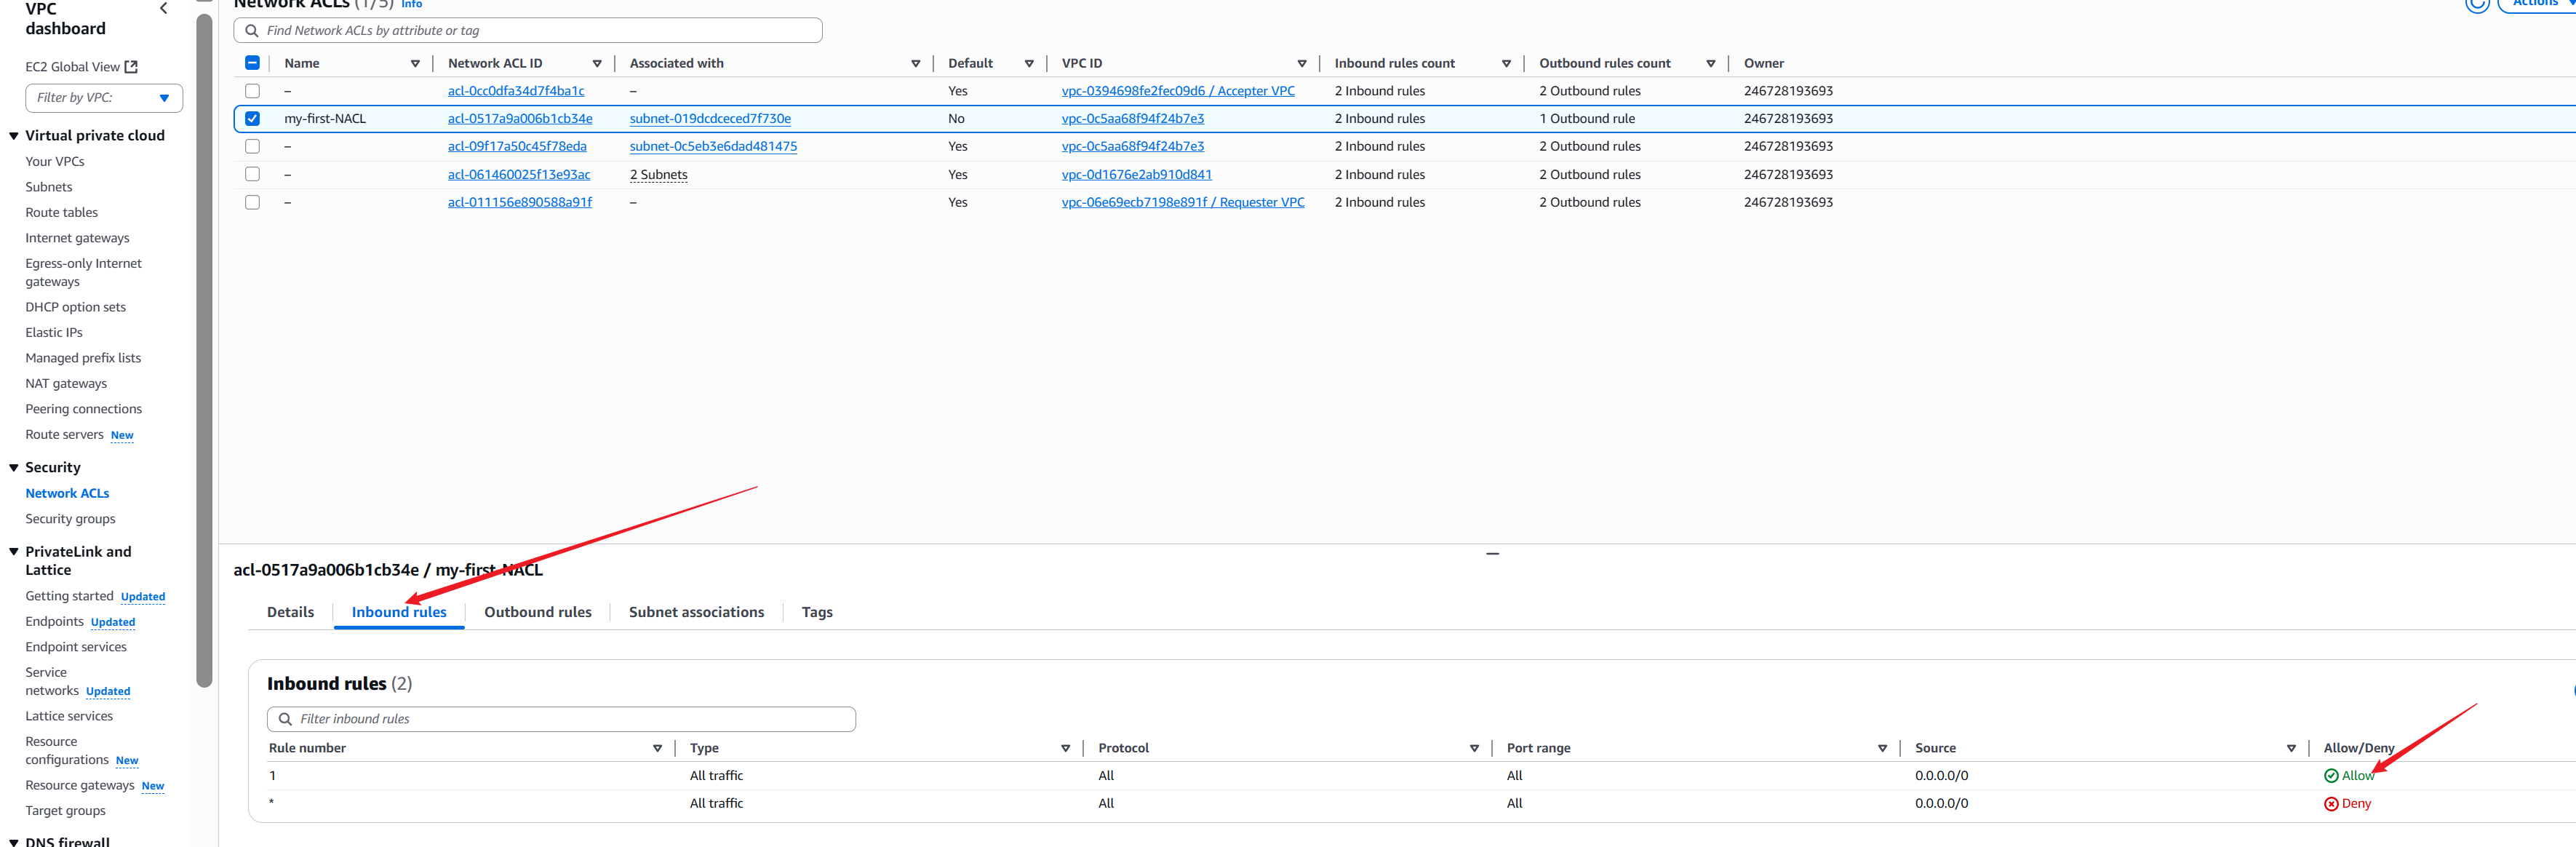 VPC
dashboard
EC2 Global View
Filter by VPC:
Virtual private cloud
Your VPCs
Subnets
Route tables
Internet gateways
Egress-only Internet
gateways
DHCP option sets
Elastic IPs
Managed prefix lists
NAT gateways
Peering connections
Route servers New
Security
Network ACLs
Security groups
PrivateLink and
Lattice
Getting started Updated
Endpoints Updated
Endpoint services
Service
networks Updated
Lattice services
Resource
configurations New
Resource gateways New
Target groups
DNS firewall
Network ACLs (1/5) Info
Actions
Find Network ACLs by attribute or tag
Name Network ACL ID Associated with Default VPC ID Inbound rules count Outbound rules count Owner
– acl-0cc0dfa34d7f4ba1c – Yes vpc-0394698fe2fec09d6 / Accepter VPC 2 Inbound rules 2 Outbound rules 246728193693
my-first-NACL acl-0517a9a006b1cb34e subnet-019dcdceced7f730e No vpc-0c5aa68f94f24b7e3 2 Inbound rules 1 Outbound rule 246728193693
– acl-09f17a50c45f78eda subnet-0c5eb3e6dad481475 Yes vpc-0c5aa68f94f24b7e3 2 Inbound rules 2 Outbound rules 246728193693
– acl-061460025f13e93ac 2 Subnets Yes vpc-0d1676e2ab910d841 2 Inbound rules 2 Outbound rules 246728193693
– acl-011156e890588a91f – Yes vpc-06e69ecb7198e891f / Requester VPC 2 Inbound rules 2 Outbound rules 246728193693
acl-0517a9a006b1cb34e / my-first-NACL
Details Inbound rules Outbound rules Subnet associations Tags
Inbound rules (2)
Filter inbound rules
Rule number Type Protocol Port range Source Allow/Deny
1 All traffic All All 0.0.0.0/0 Allow
* All traffic All All 0.0.0.0/0 Deny